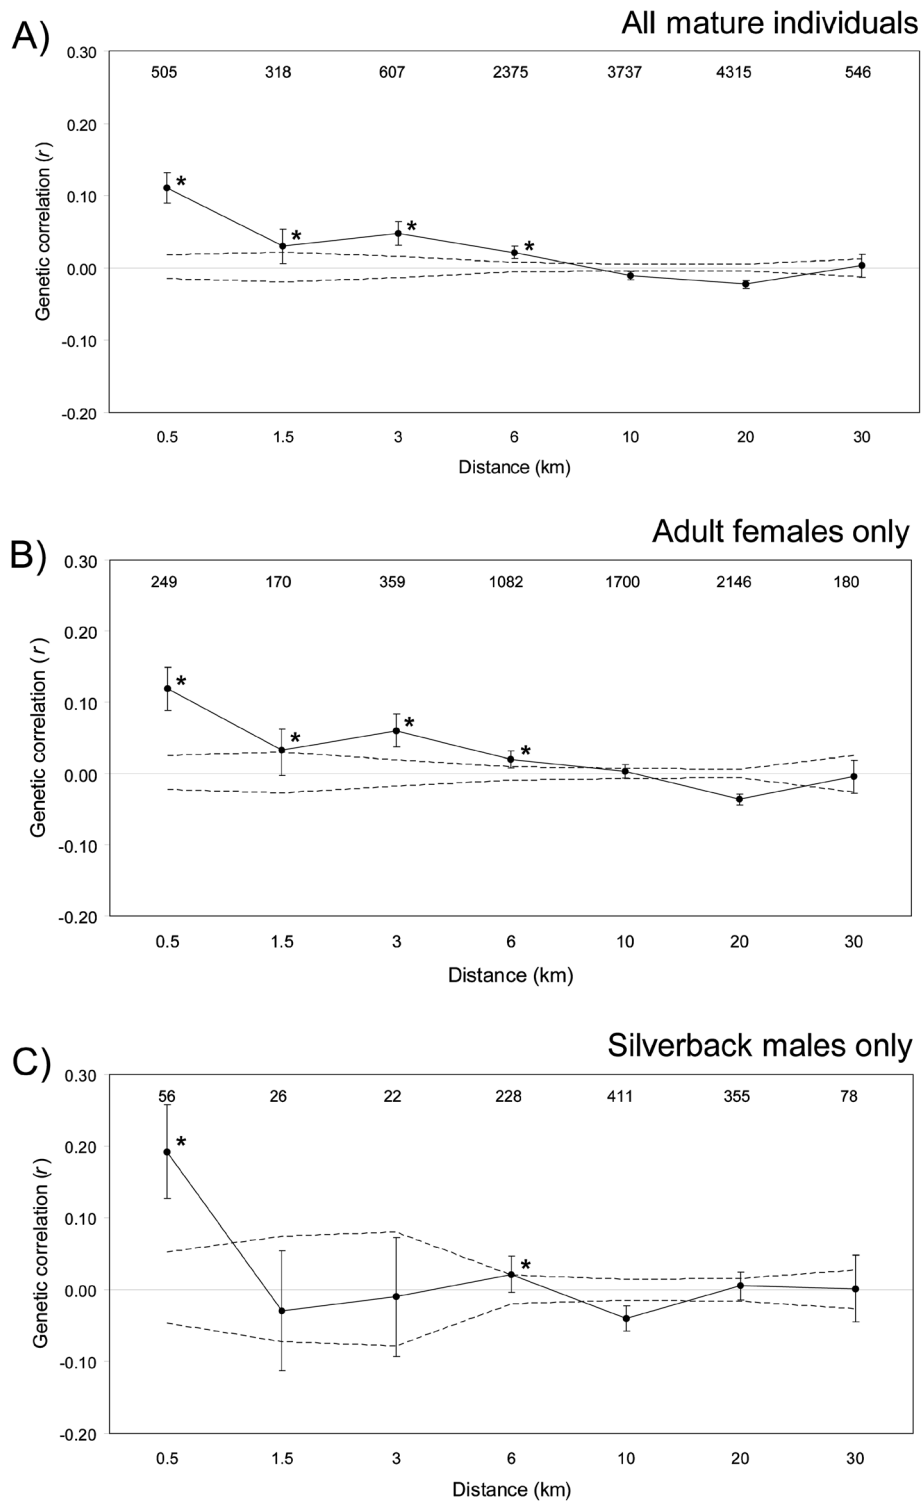 A)
All mature individuals
0.30
505 318 607 2375 3737 4315 546
0.20
*
0.10
* * *
0.00
-0.10
-0.20
0.5 1.5 3 6 10 20 30
Distance (km)
Genetic correlation (r)
B)
Adult females only
0.30
249 170 359 1082 1700 2146 180
0.20
*
0.10
* * *
0.00
-0.10
-0.20
0.5 1.5 3 6 10 20 30
Distance (km)
Genetic correlation (r)
C)
Silverback males only
0.30
56 26 22 228 411 355 78
0.20
*
0.10
*
0.00
-0.10
-0.20
0.5 1.5 3 6 10 20 30
Distance (km)
Genetic correlation (r)